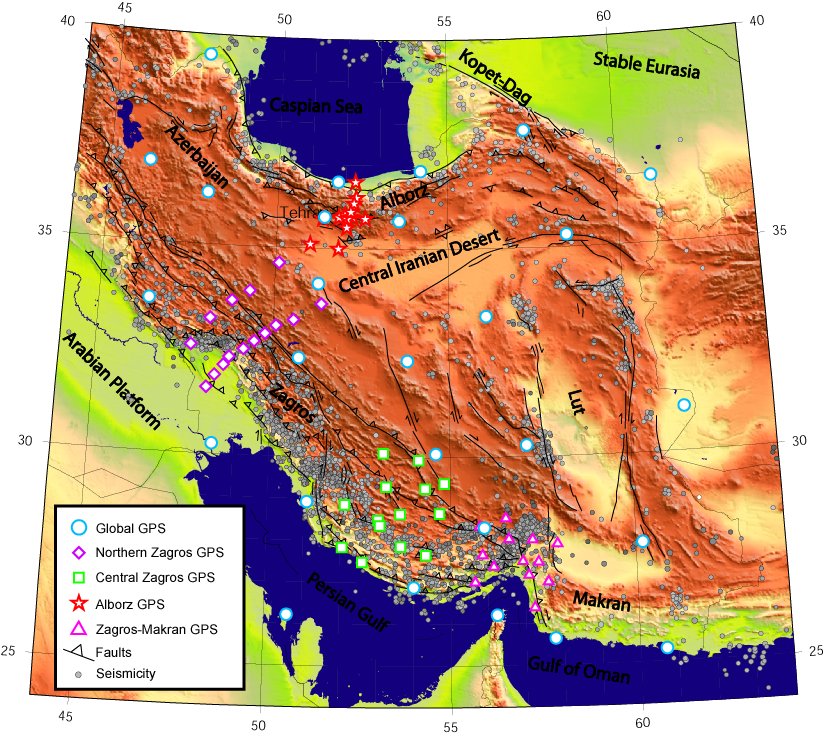 45
50
55
60
40
40
Kopet-Dag
Stable Eurasia
Caspian Sea
Azerbaijan
Alborz
35
35
Central Iranian Desert
Arabian Platform
Zagros
Lut
30
30
Global GPS
Northern Zagros GPS
Central Zagros GPS
Alborz GPS
Zagros-Makran GPS
Faults
Seismicity
Persian Gulf
Makran
Gulf of Oman
25
25
45
50
55
60